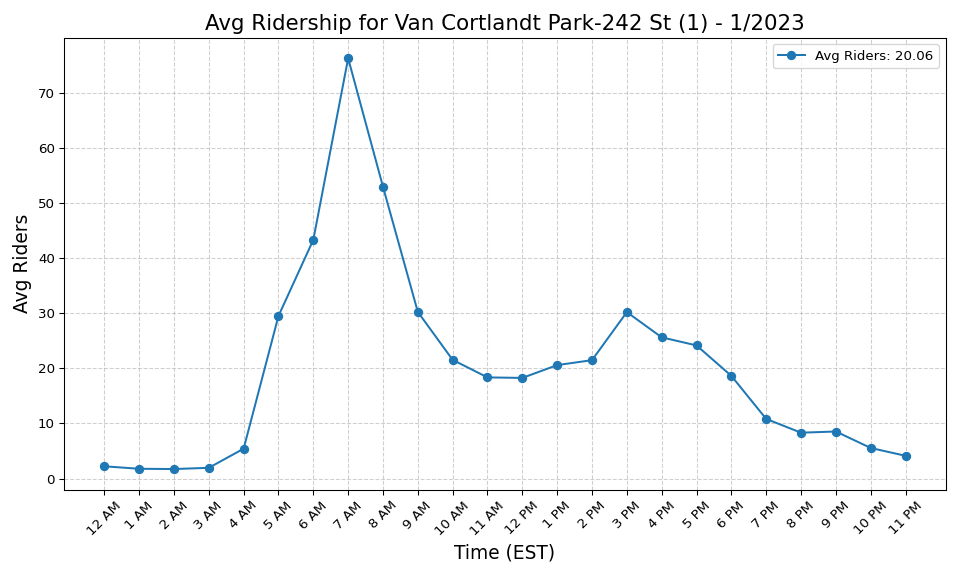 Avg Ridership for Van Cortlandt Park-242 St (1) - 1/2023
Avg Riders: 20.06
Avg Riders
70
60
50
40
30
20
10
0
12 AM
1 AM
2 AM
3 AM
4 AM
5 AM
6 AM
7 AM
8 AM
9 AM
10 AM
11 AM
12 PM
1 PM
2 PM
3 PM
4 PM
5 PM
6 PM
7 PM
8 PM
9 PM
10 PM
11 PM
Time (EST)